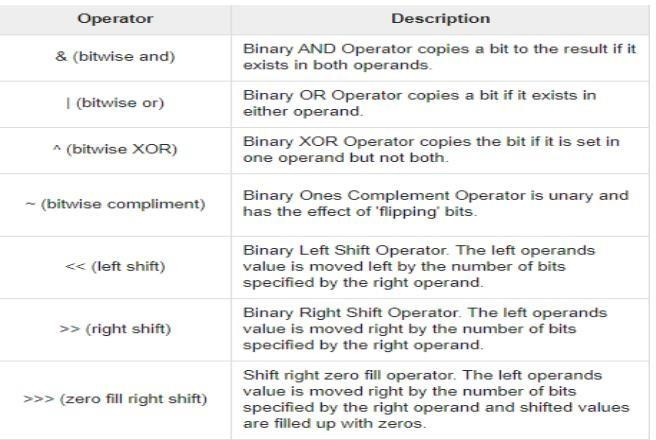 Operator Description
& (bitwise and) Binary AND Operator copies a bit to the result if it
exists in both operands.
| (bitwise or) Binary OR Operator copies a bit if it exists in
either operand.
^ (bitwise XOR) Binary XOR Operator copies the bit if it is set in
one operand but not both.
~ (bitwise compliment) Binary Ones Complement Operator is unary and
has the effect of 'flipping' bits.
<< (left shift) Binary Left Shift Operator. The left operands
value is moved left by the number of bits
specified by the right operand.
>> (right shift) Binary Right Shift Operator. The left operands
value is moved right by the number of bits
specified by the right operand.
>>> (zero fill right shift) Shift right zero fill operator. The left operands
value is moved right by the number of bits
specified by the right operand and shifted values
are filled up with zeros.